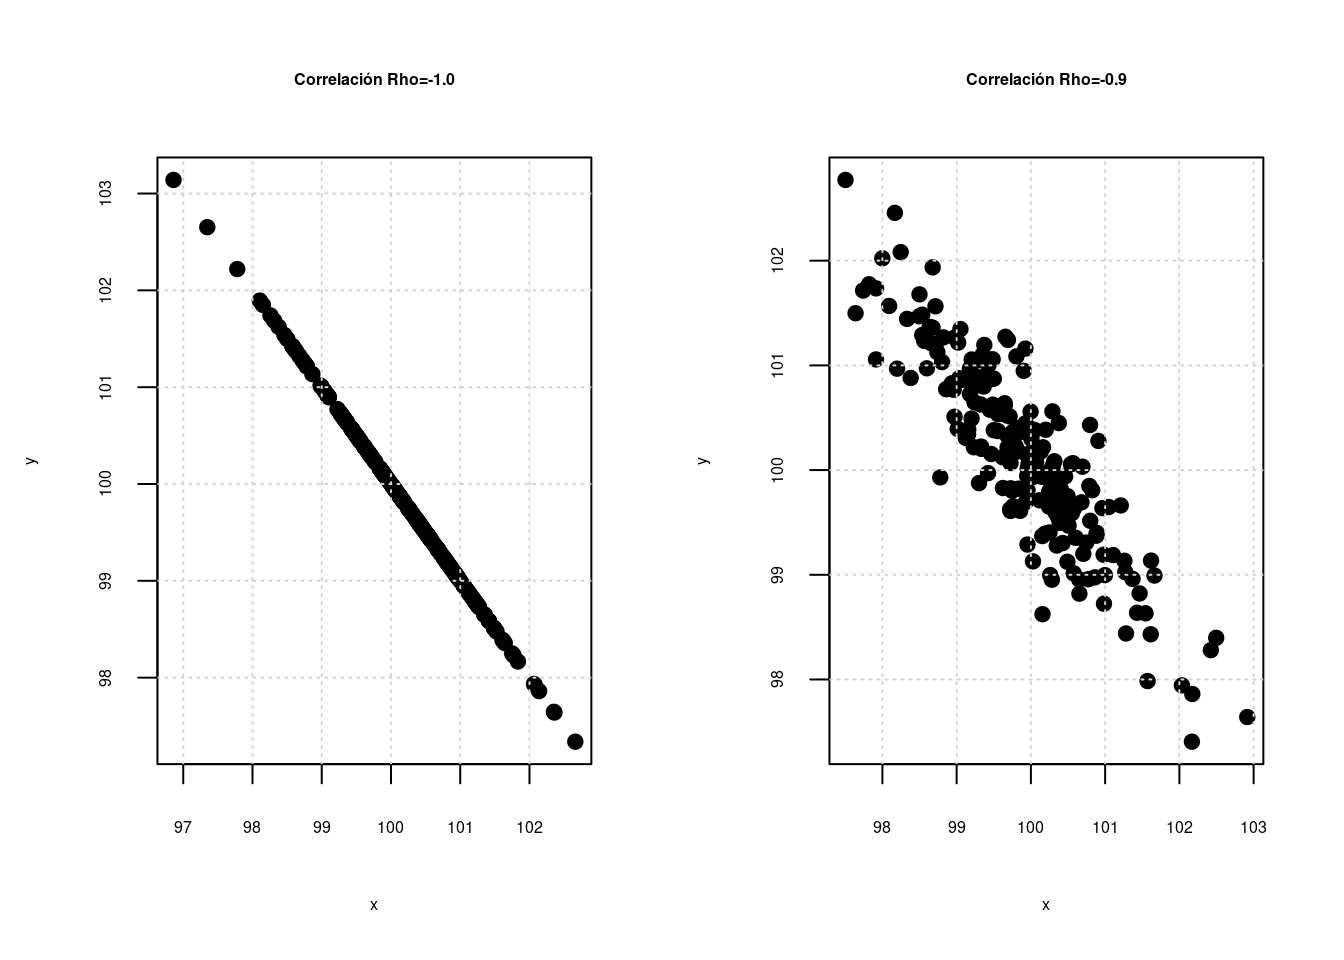 Correlación Rho=-1.0
103
102
101
100
99
98
y
97 98 99 100 101 102
x
Correlación Rho=-0.9
102
101
100
99
98
y
98 99 100 101 102 103
x